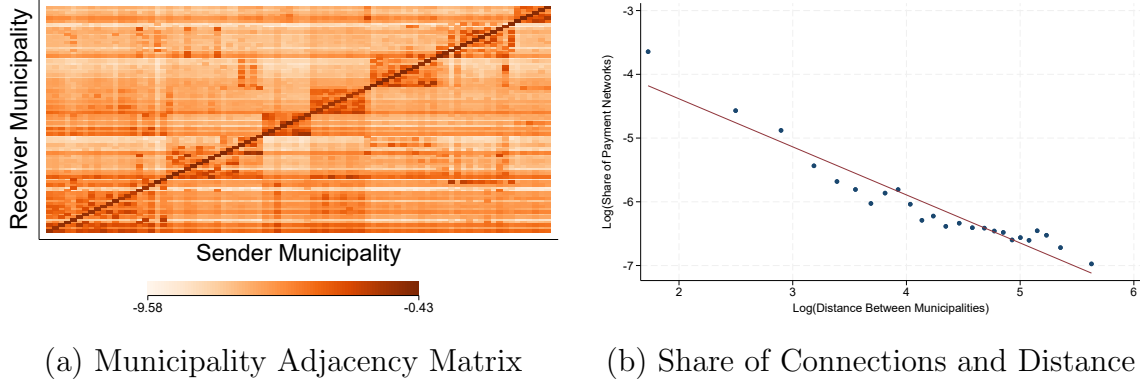 Receiver Municipality
Sender Municipality
-9.58 -0.43
(a) Municipality Adjacency Matrix
Log(Share of Payment Networks)
-3
-4
-5
-6
-7
2 3 4 5 6
Log(Distance Between Municipalities)
(b) Share of Connections and Distance